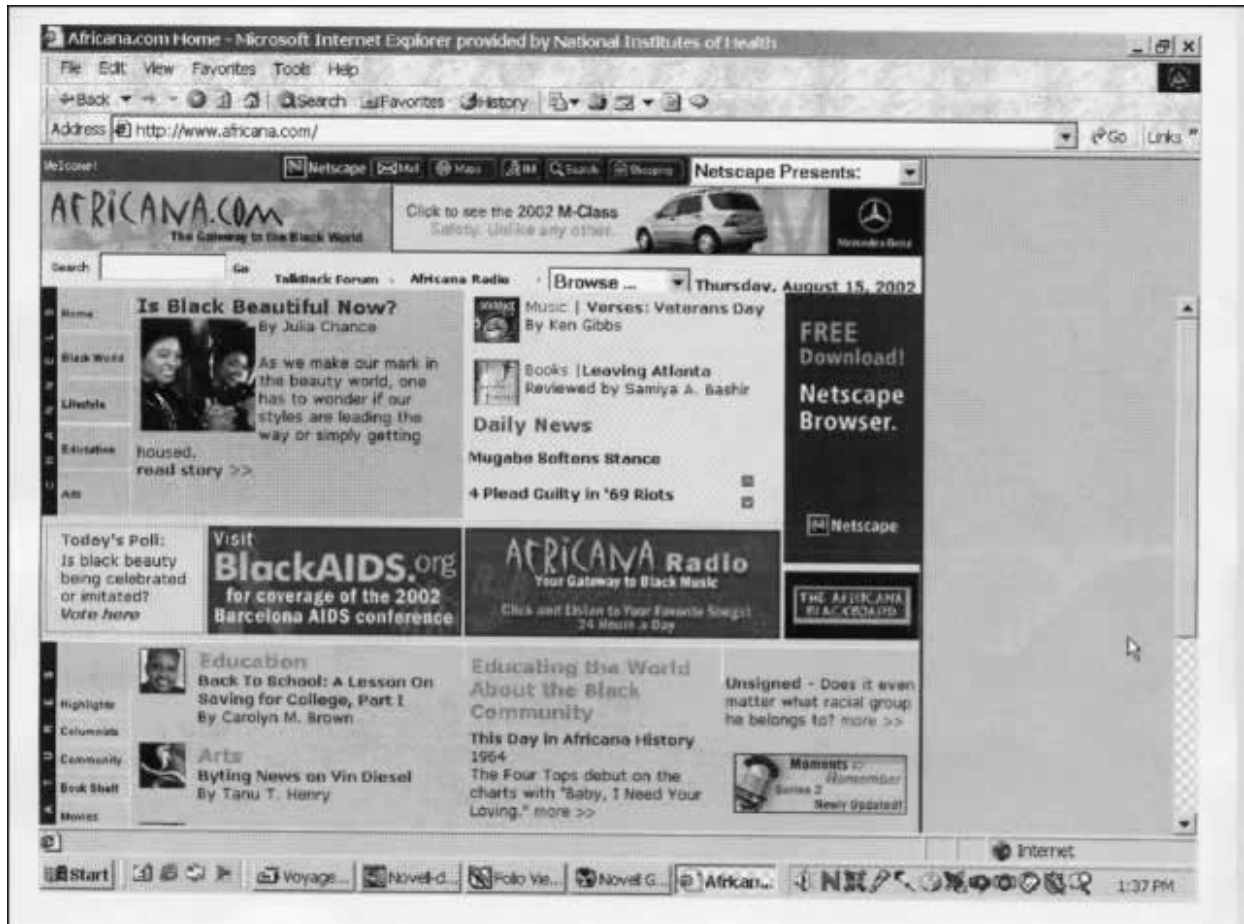 Africana.com Home - Microsoft Internet Explorer provided by National Institutes of Health
File Edit View Favorites Tools Help
Back Search Favorites History
Address http://www.africana.com/ Go Links »
Welcome! Netscape Mail Maps IM Search Shopping Netscape Presents:
AFRICANA.COM
The Gateway to the Black World
Click to see the 2002 M-Class
Safety. Unlike any other.
Mercedes-Benz
Search Go TalkBack Forum Africana Radio Browse ... Thursday, August 15, 2002
CHANNELS
Home
Black World
Lifestyle
Education
Arts
Is Black Beautiful Now?
By Julia Chance
As we make our mark in
the beauty world, one
has to wonder if our
styles are leading the
way or simply getting
housed.
read story >>
Music | Verses: Veterans Day
By Ken Gibbs
Books |Leaving Atlanta
Reviewed by Samiya A. Bashir
Daily News
Mugabe Softens Stance
4 Plead Guilty in '69 Riots
FREE
Download!
Netscape
Browser.
N Netscape
Today's Poll:
Is black beauty
being celebrated
or imitated?
Vote here
Visit
BlackAIDS.org
for coverage of the 2002
Barcelona AIDS conference
AFRICANA Radio
Your Gateway to Black Music
Click and Listen to Your Favorite Songs!
24 Hours a Day
THE AFRICANA
BLACKBOARD
Highlights
Columnists
Community
Book Shelf
Movies
Education
Back To School: A Lesson On
Saving for College, Part I
By Carolyn M. Brown
Arts
Byting News on Vin Diesel
By Tanu T. Henry
Educating the World
About the Black
Community
This Day in Africana History
1964
The Four Tops debut on the
charts with "Baby, I Need Your
Loving." more >>
Unsigned - Does it even
matter what racial group
he belongs to? more >>
Moments to
Remember
Series 2
Newly Updated!
Internet
Start Voyage... Novell-d... Folio Vie... Novell G... African... 1:37 PM